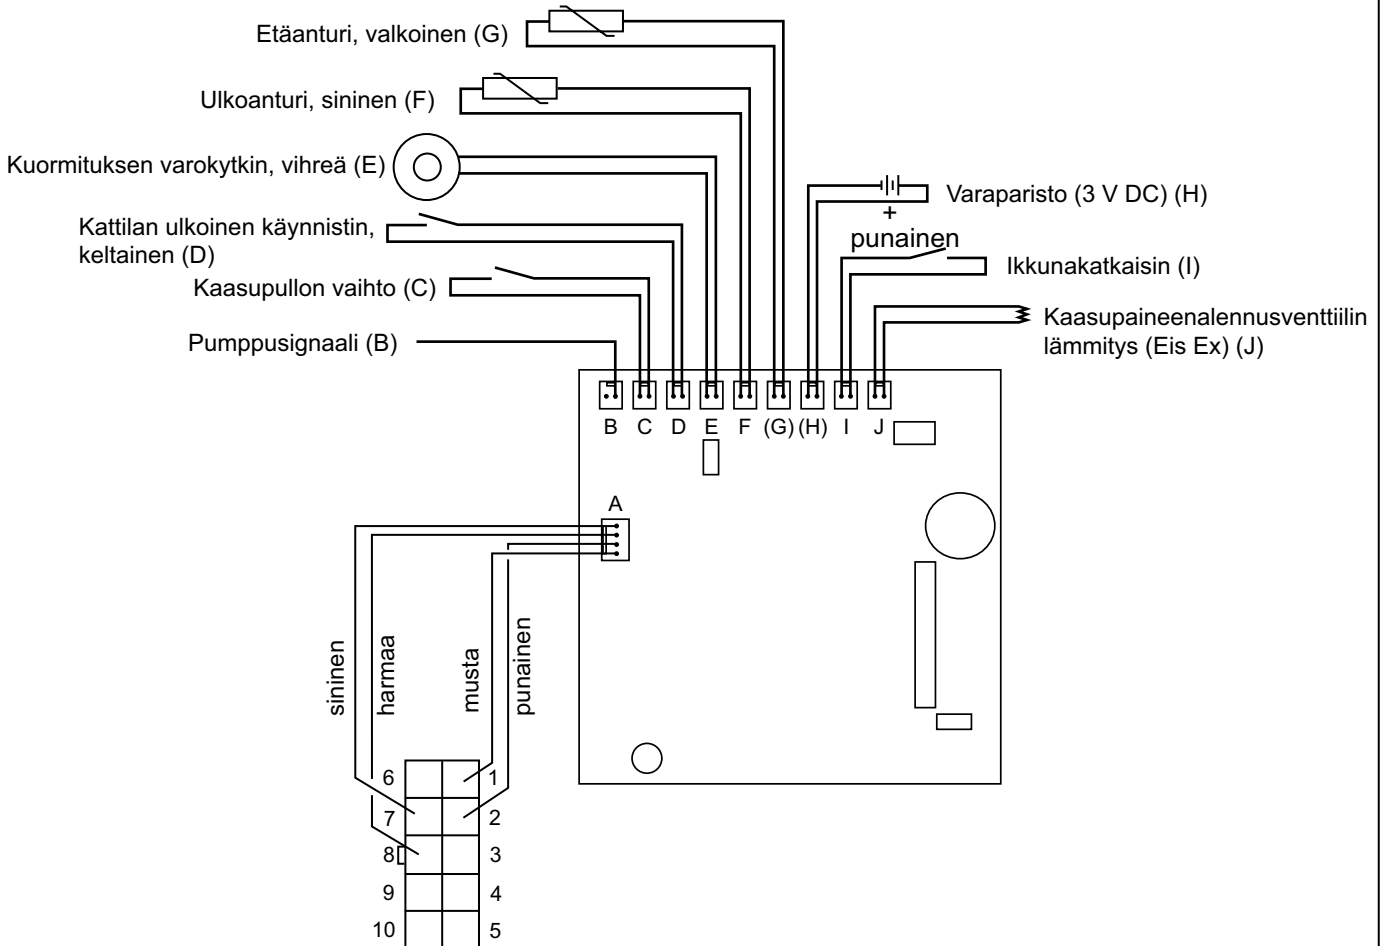 Etäanturi, valkoinen (G)
Ulkoanturi, sininen (F)
Kuormituksen varokytkin, vihreä (E)
Kattilan ulkoinen käynnistin,
keltainen (D)
Kaasupullon vaihto (C)
Pumppusignaali (B)
Varaparisto (3 V DC) (H)
+
punainen
Ikkunakatkaisin (I)
Kaasupaineenalennusventtiilin
lämmitys (Eis Ex) (J)
B C D E F (G) (H) I J
A
sininen
harmaa
musta
punainen
6 1
7 2
8 3
9 4
10 5